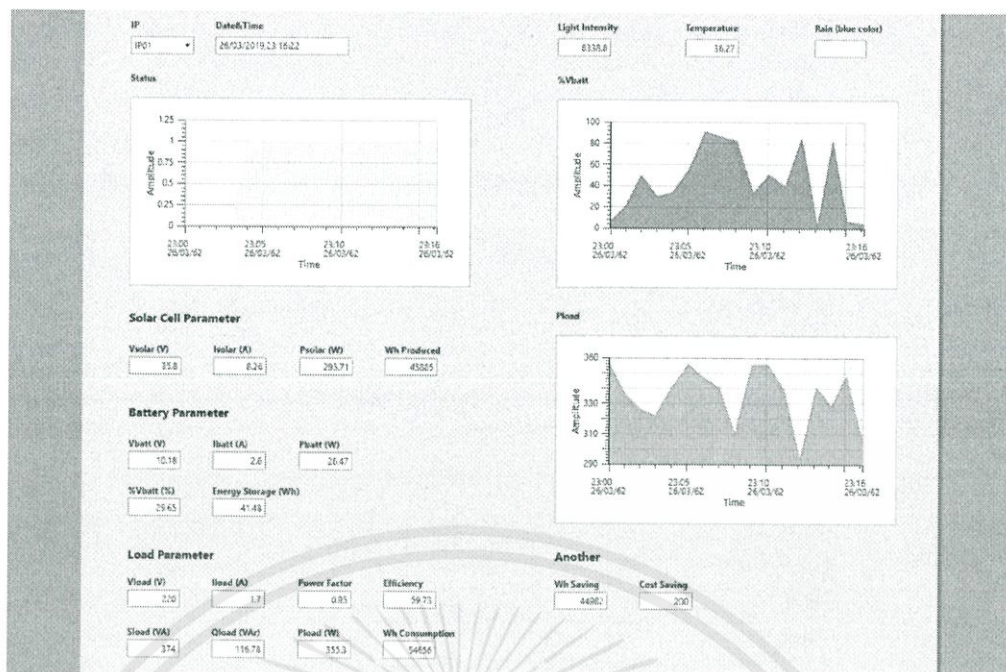 IP Date&Time
IP01 26/03/2019,23:16:22
Light Intensity Temperature Rain (blue color)
8338.8 36.27
Status
1.25
1
0.75
0.5
0.25
0
Amplitude
23:00 23:05 23:10 23:16
26/03/62 26/03/62 26/03/62 26/03/62
Time
%Vbatt
100
80
60
40
20
0
Amplitude
23:00 23:05 23:10 23:16
26/03/62 26/03/62 26/03/62 26/03/62
Time
Solar Cell Parameter
Vsolar (V) Isolar (A) Psolar (W) Wh Produced
35.8 8.26 295.71 45885
Battery Parameter
Vbatt (V) Ibatt (A) Pbatt (W)
10.18 2.6 26.47
%Vbatt (%) Energy Storage (Wh)
29.65 41.48
Pload
360
330
310
290
Amplitude
23:00 23:05 23:10 23:16
26/03/62 26/03/62 26/03/62 26/03/62
Time
Load Parameter
Vload (V) Iload (A) Power Factor Efficiency
220 1.7 0.95 59.73
Sload (VA) Qload (VAr) Pload (W) Wh Consumption
374 116.78 355.3 54656
Another
Wh Saving Cost Saving
44982 200